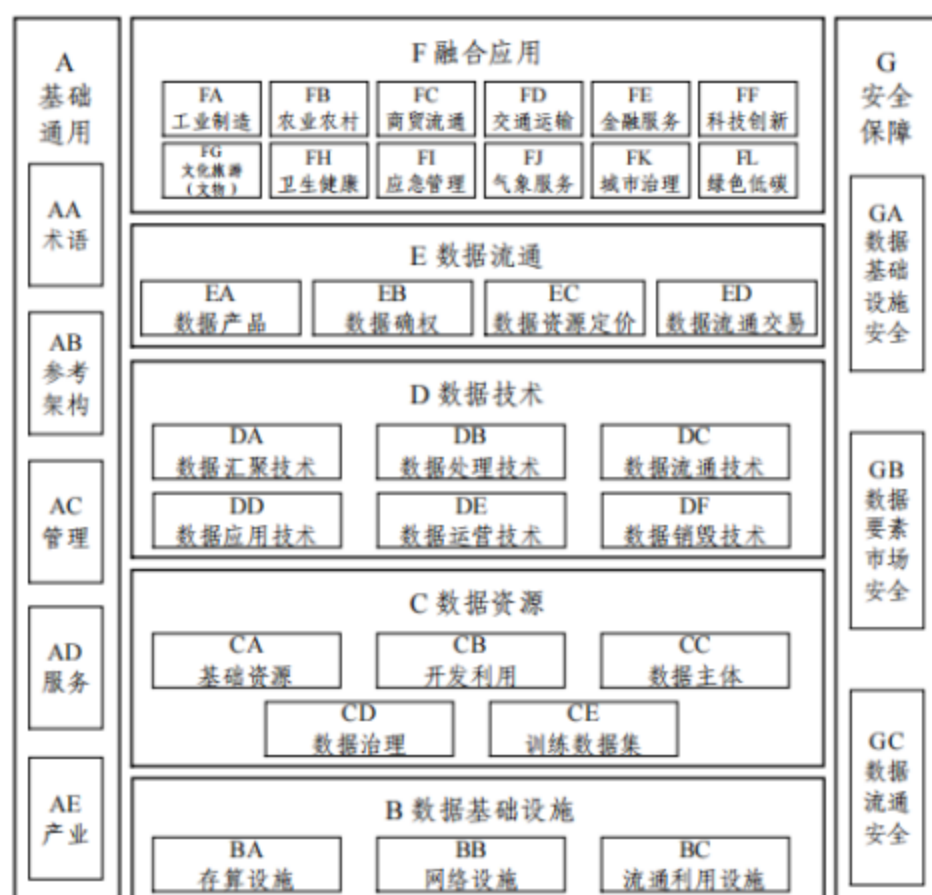 A
基础
通用
AA
术语
AB
参考
架构
AC
管理
AD
服务
AE
产业
F 融合应用
FA
工业制造
FB
农业农村
FC
商贸流通
FD
交通运输
FE
金融服务
FF
科技创新
FG
文化旅游
（文物）
FH
卫生健康
FI
应急管理
FJ
气象服务
FK
城市治理
FL
绿色低碳
E 数据流通
EA
数据产品
EB
数据确权
EC
数据资源定价
ED
数据流通交易
D 数据技术
DA
数据汇聚技术
DB
数据处理技术
DC
数据流通技术
DD
数据应用技术
DE
数据运营技术
DF
数据销毁技术
C 数据资源
CA
基础资源
CB
开发利用
CC
数据主体
CD
数据治理
CE
训练数据集
B 数据基础设施
BA
存算设施
BB
网络设施
BC
流通利用设施
G
安全
保障
GA
数据
基础
设施
安全
GB
数据
要素
市场
安全
GC
数据
流通
安全